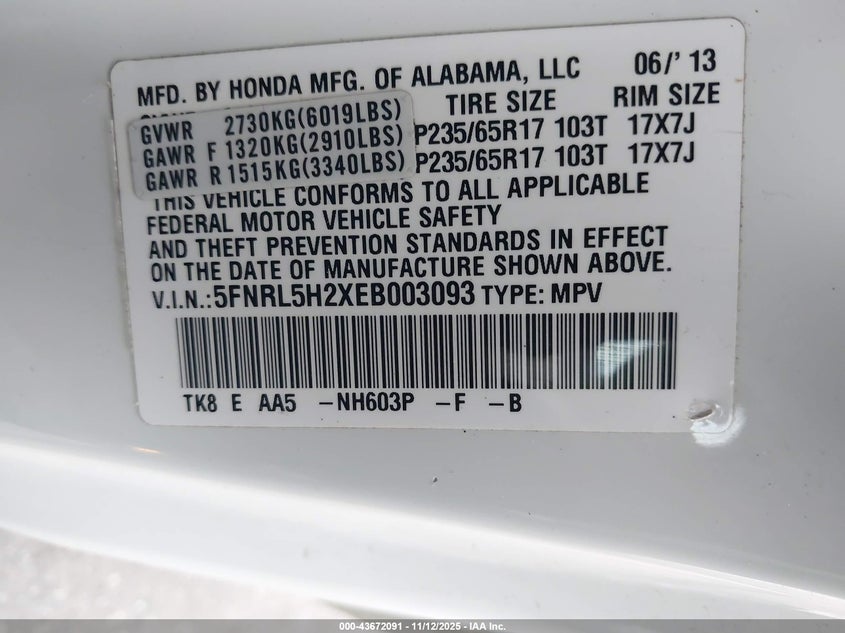 MFD. BY HONDA MFG. OF ALABAMA, LLC 06/'13
TIRE SIZE RIM SIZE
GVWR 2730KG(6019LBS)
GAWR F 1320KG(2910LBS) P235/65R17 103T 17X7J
GAWR R 1515KG(3340LBS) P235/65R17 103T 17X7J
THIS VEHICLE CONFORMS TO ALL APPLICABLE
FEDERAL MOTOR VEHICLE SAFETY
AND THEFT PREVENTION STANDARDS IN EFFECT
ON THE DATE OF MANUFACTURE SHOWN ABOVE.
V.I.N.:5FNRL5H2XEB003093 TYPE: MPV
TK8 E AA5 –NH603P –F –B
000-43672091 - 11/12/2025 - IAA Inc.